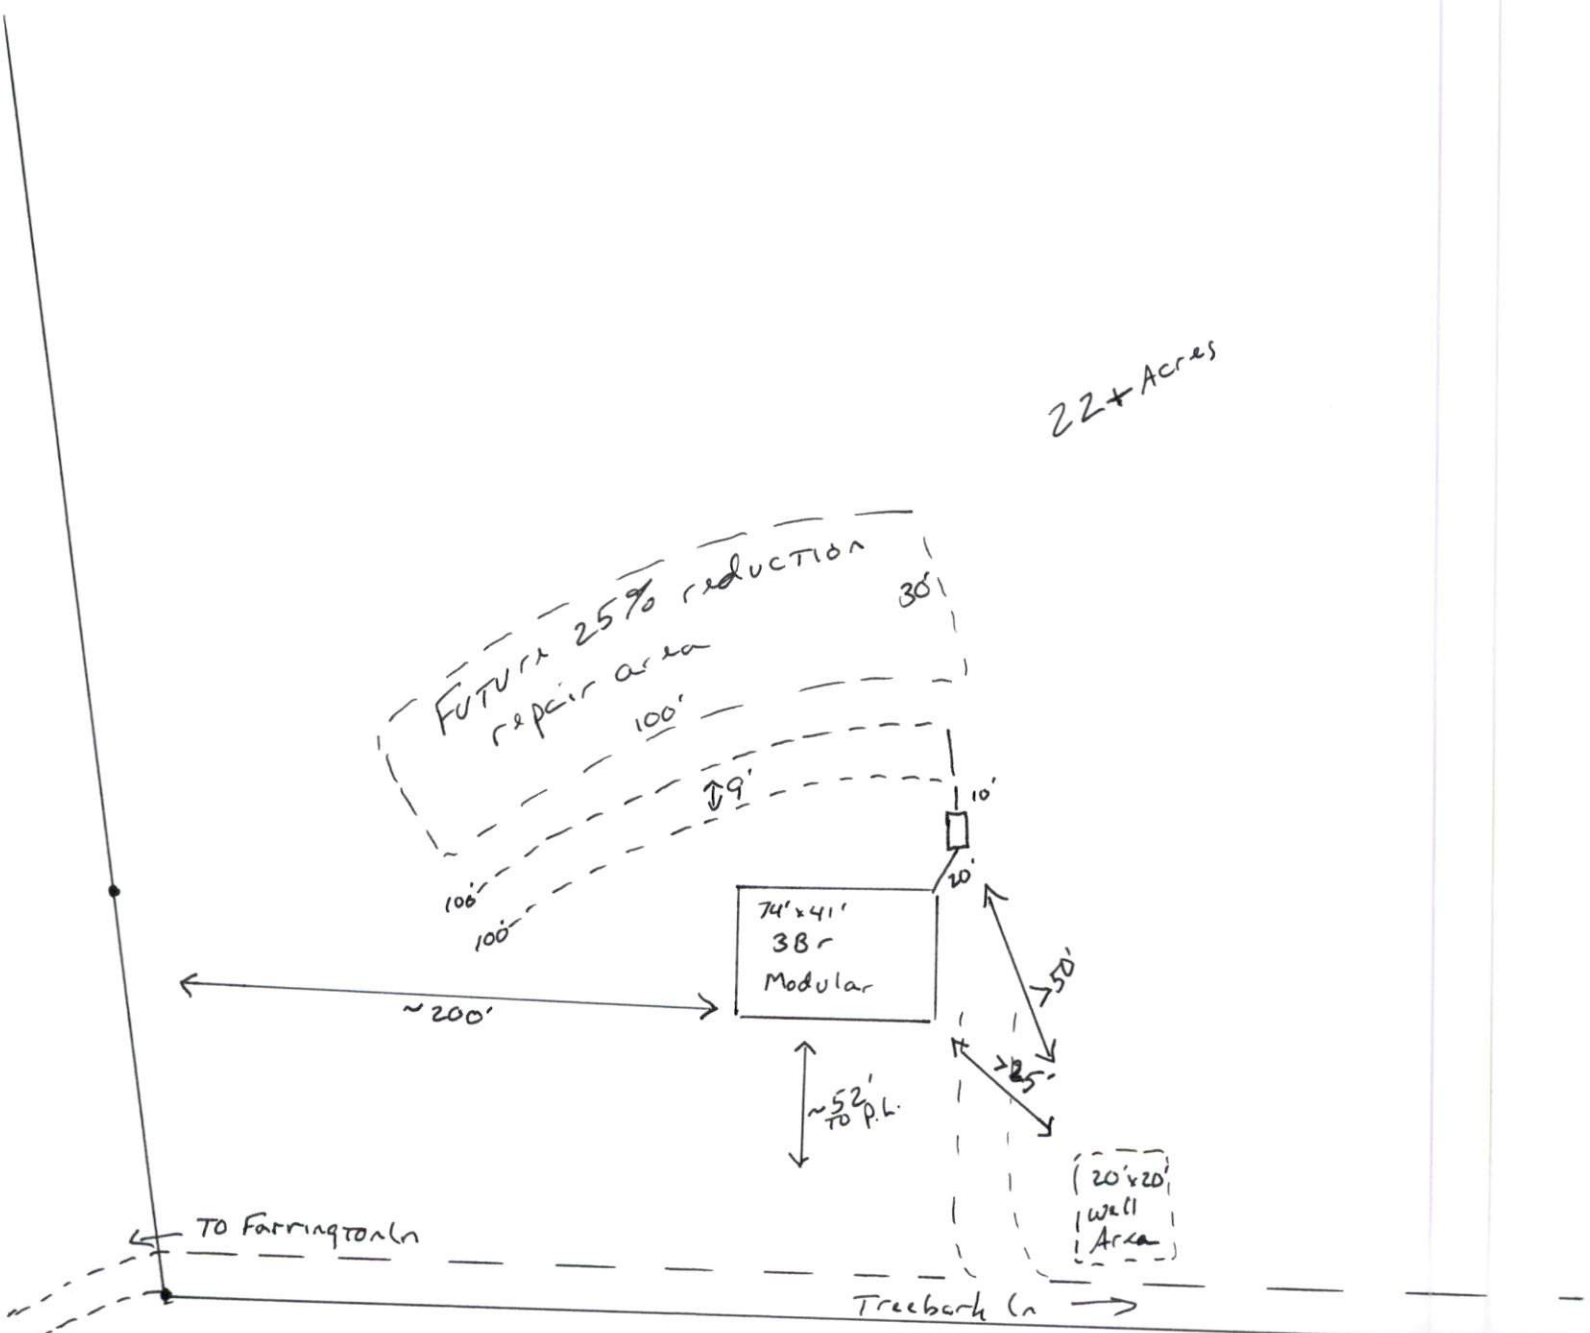 22+ Acres
30'
Future 25% reduction
repair area
100'
9'
10'
100'
100'
20'
74'x41'
3Br
Modular
>50'
~200'
>25'
~52'
To P.L.
20'x20'
Well
Area
To Farrington Ln
Treebark Ln